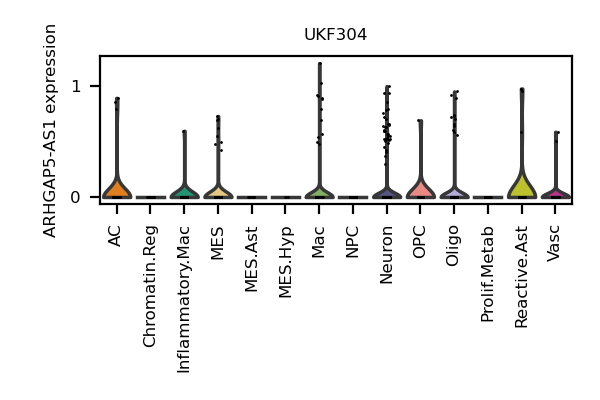 UKF304
ARHGAP5-AS1 expression
1
0
AC
Chromatin.Reg
Inflammatory.Mac
MES
MES.Ast
MES.Hyp
Mac
NPC
Neuron
OPC
Oligo
Prolif.Metab
Reactive.Ast
Vasc